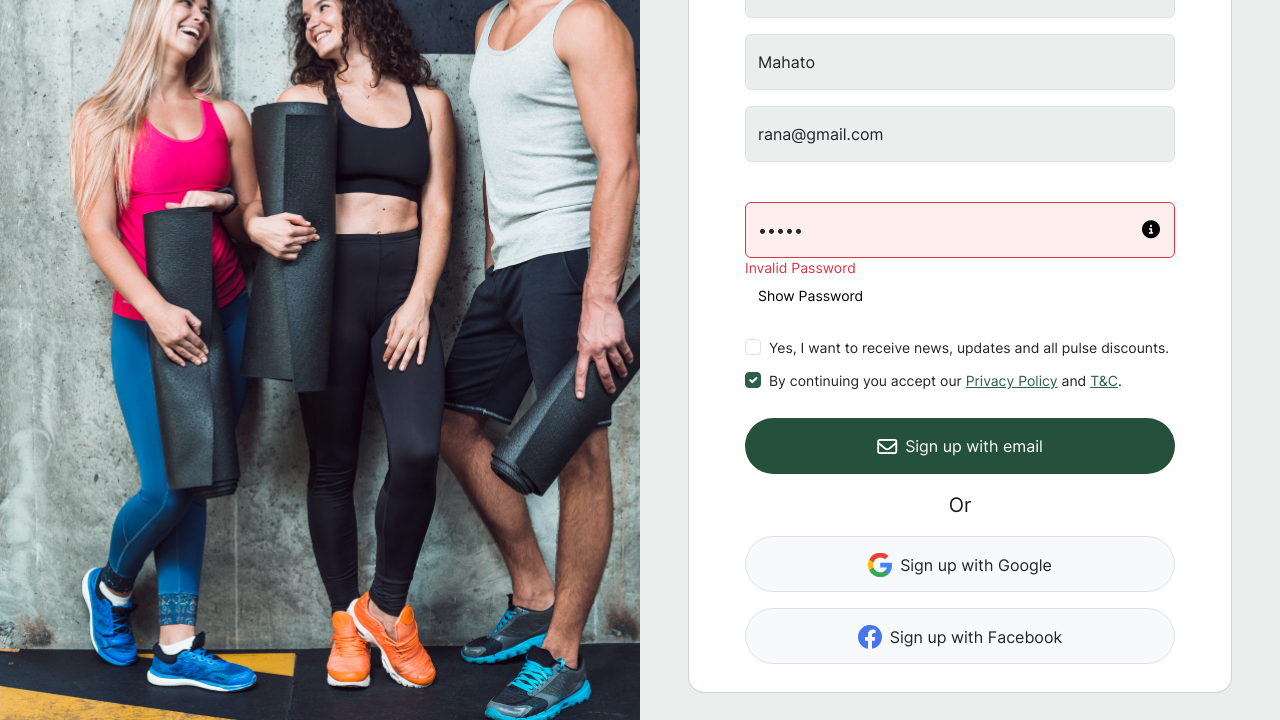 Mahato
rana@gmail.com
•••••
Invalid Password
Show Password
Yes, I want to receive news, updates and all pulse discounts.
By continuing you accept our Privacy Policy and T&C.
Sign up with email
Or
Sign up with Google
Sign up with Facebook